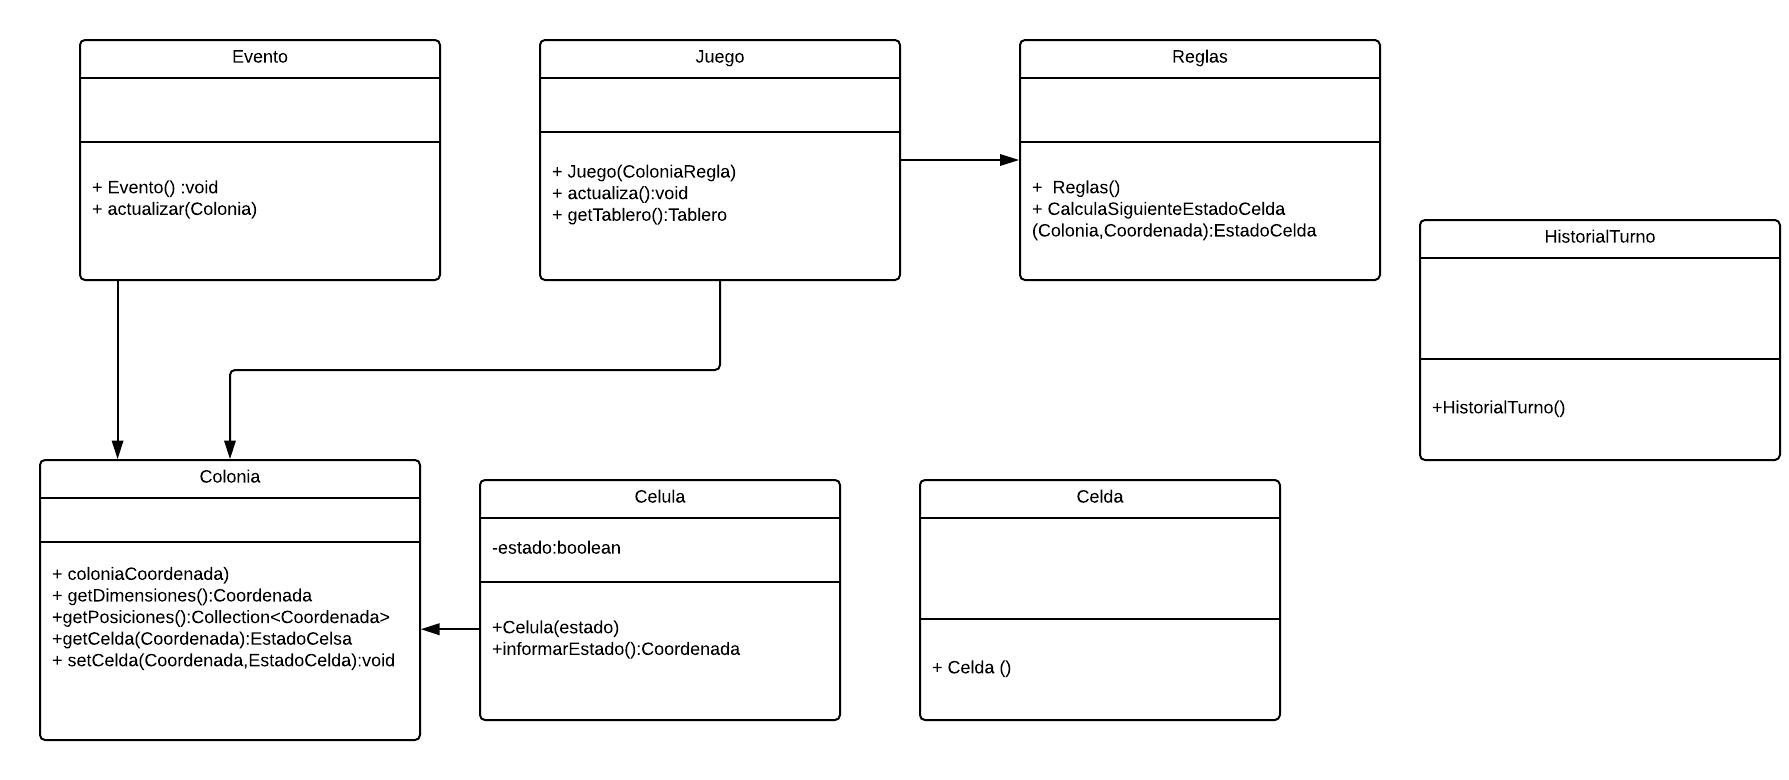 Evento
+ Evento() :void
+ actualizar(Colonia)
Juego
+ Juego(ColoniaRegla)
+ actualiza():void
+ getTablero():Tablero
Reglas
+  Reglas()
+ CalculaSiguienteEstadoCelda
(Colonia,Coordenada):EstadoCelda
HistorialTurno
+HistorialTurno()
Colonia
+ coloniaCoordenada)
+ getDimensiones():Coordenada
+getPosiciones():Collection<Coordenada>
+getCelda(Coordenada):EstadoCelsa
+ setCelda(Coordenada,EstadoCelda):void
Celula
-estado:boolean
+Celula(estado)
+informarEstado():Coordenada
Celda
+ Celda ()